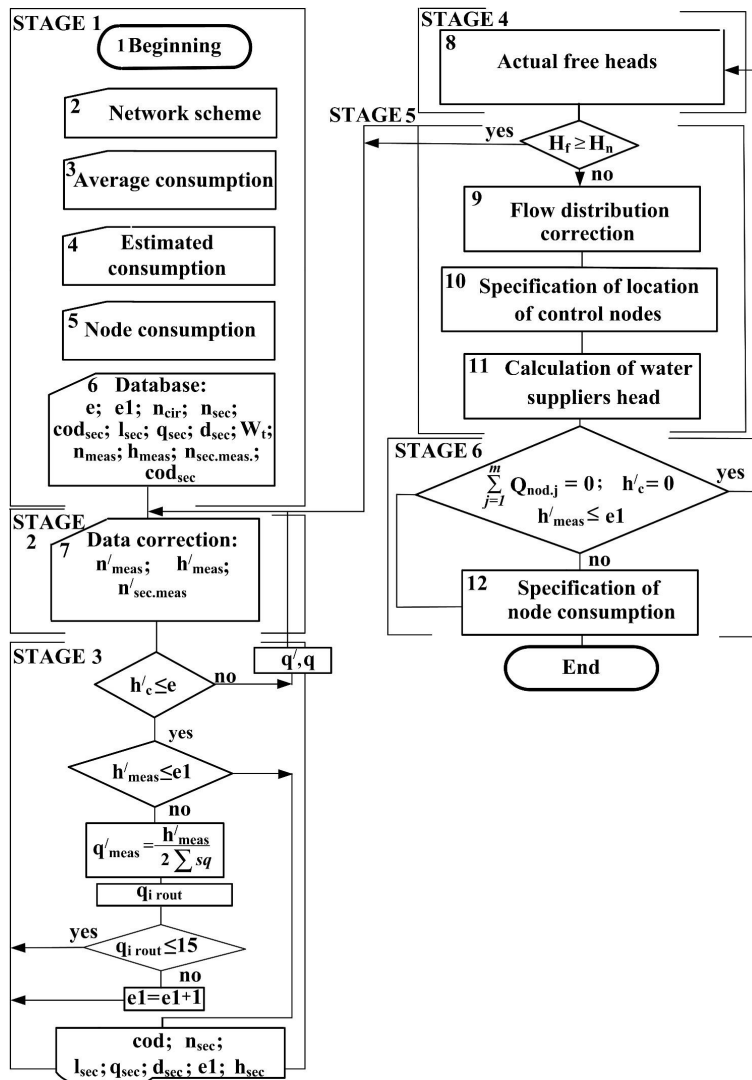 STAGE 1
1 Beginning
2 Network scheme
3 Average consumption
4 Estimated
consumption
5 Node consumption
6 Database:
e; e1; n_cir; n_sec;
cod_sec; l_sec; q_sec; d_sec; W_t;
n_meas; h_meas; n_sec.meas.;
cod_sec
STAGE
2
7 Data correction:
n′_meas; h′_meas;
n′_sec.meas
STAGE 3
q′, q
h′_c ≤ e
no
yes
h′_meas ≤ e1
no
q′_meas = h′_meas / 2 ∑ sq
q_i rout
yes
q_i rout ≤ 15
no
e1=e1+1
cod; n_sec;
l_sec; q_sec; d_sec; e1; h_sec
STAGE 4
8
Actual free heads
STAGE 5
yes
H_f ≥ H_n
no
9
Flow distribution
correction
10
Specification of location
of control nodes
11 Calculation of water
suppliers head
STAGE 6
yes
m ∑ j=1 Q_nod.j = 0; h′_c = 0
h′_meas ≤ e1
no
12 Specification of
node consumption
End